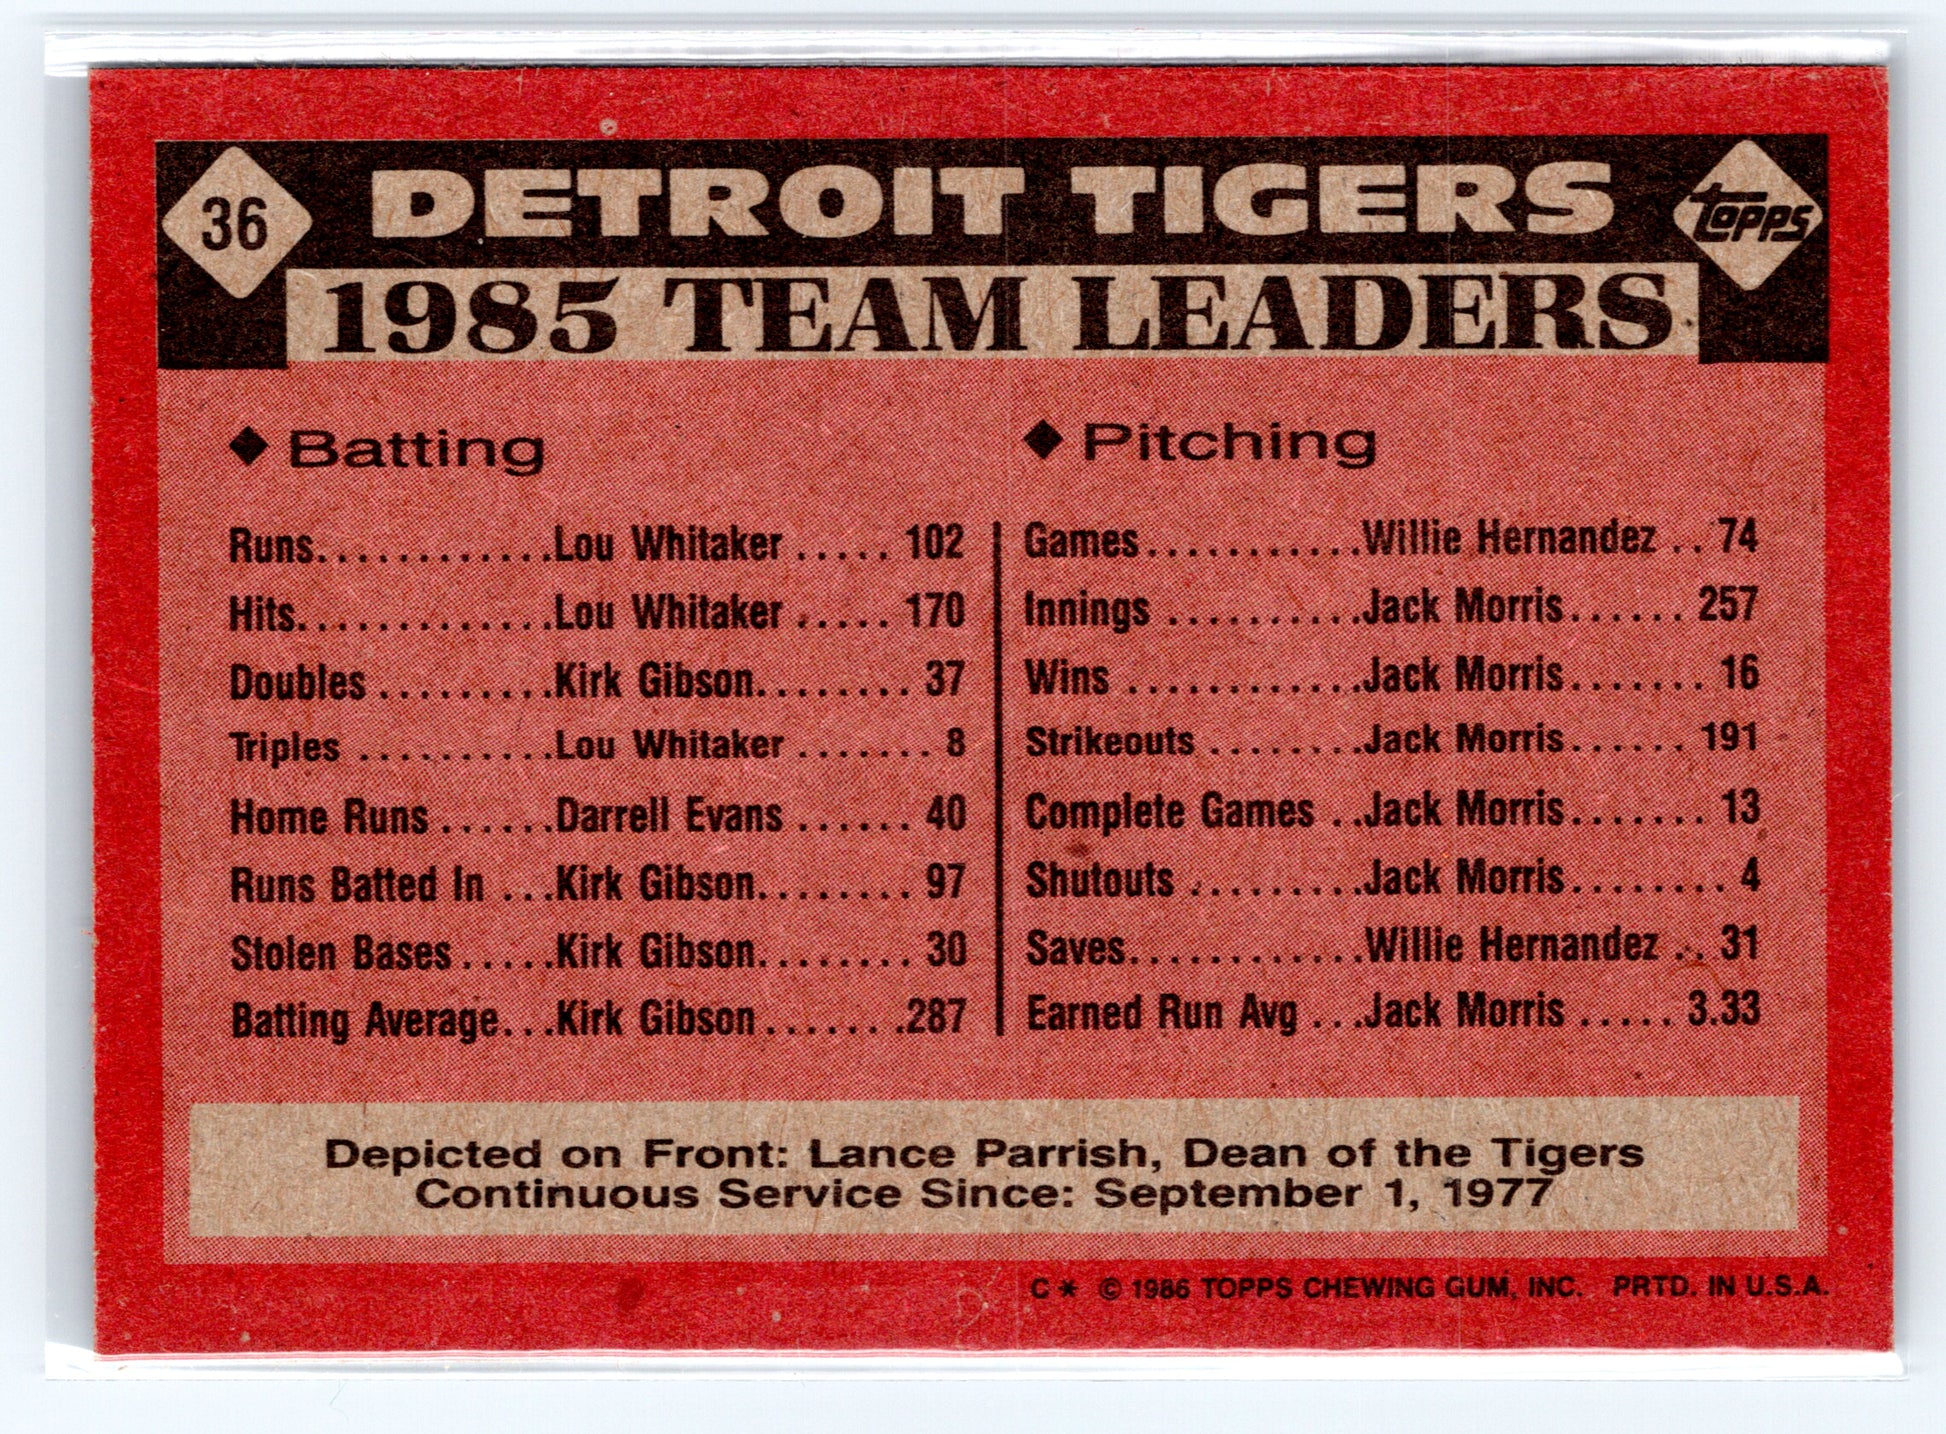 36 DETROIT TIGERS TOPPS
1985 TEAM LEADERS
◆ Batting
Runs............Lou Whitaker ..... 102
Hits.............Lou Whitaker ..... 170
Doubles .........Kirk Gibson........ 37
Triples ..........Lou Whitaker ....... 8
Home Runs ......Darrell Evans ...... 40
Runs Batted In ...Kirk Gibson........ 97
Stolen Bases.....Kirk Gibson........ 30
Batting Average...Kirk Gibson .......287
◆ Pitching
Games...........Willie Hernandez .. 74
Innings ..........Jack Morris...... 257
Wins ............Jack Morris....... 16
Strikeouts ........Jack Morris...... 191
Complete Games ..Jack Morris....... 13
Shutouts .........Jack Morris........ 4
Saves............Willie Hernandez .. 31
Earned Run Avg ...Jack Morris ..... 3.33
Depicted on Front: Lance Parrish, Dean of the Tigers
Continuous Service Since: September 1, 1977
C* © 1986 TOPPS CHEWING GUM, INC. PRTD. IN U.S.A.